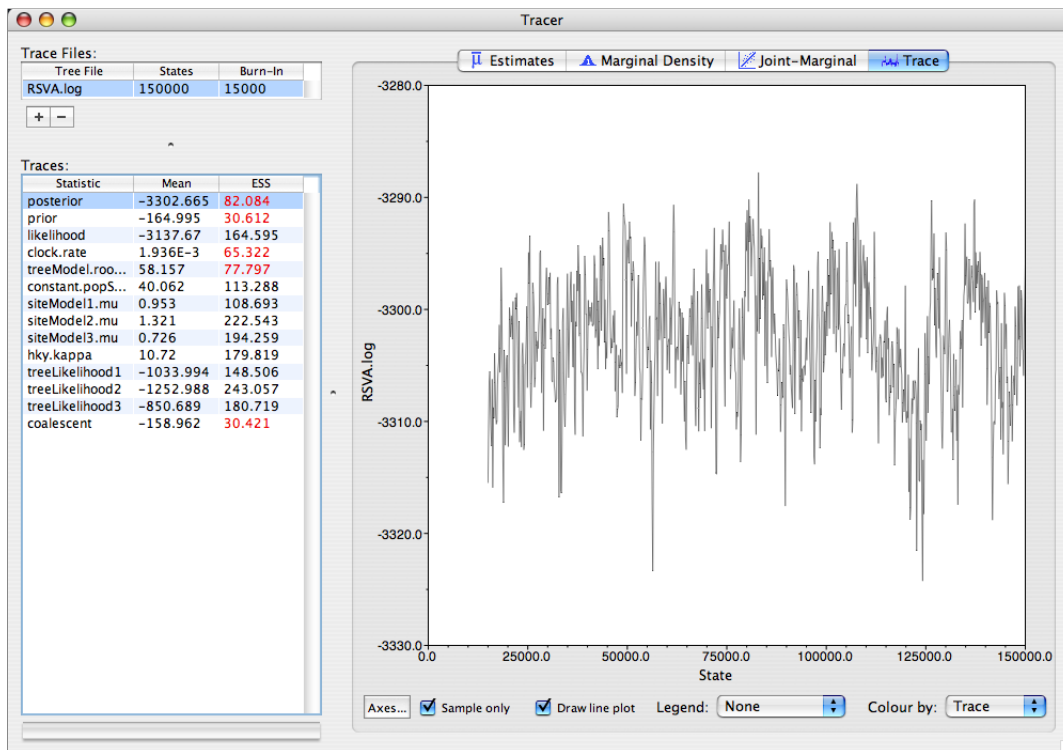 Tracer
Trace Files:
Tree File States Burn-In
RSVA.log 150000 15000
+ −
Traces:
Statistic Mean ESS
posterior -3302.665 82.084
prior -164.995 30.612
likelihood -3137.67 164.595
clock.rate 1.936E-3 65.322
treeModel.roo... 58.157 77.797
constant.popS... 40.062 113.288
siteModel1.mu 0.953 108.693
siteModel2.mu 1.321 222.543
siteModel3.mu 0.726 194.259
hky.kappa 10.72 179.819
treeLikelihood1 -1033.994 148.506
treeLikelihood2 -1252.988 243.057
treeLikelihood3 -850.689 180.719
coalescent -158.962 30.421
μ Estimates Marginal Density Joint-Marginal Trace
-3280.0
-3290.0
-3300.0
-3310.0
-3320.0
-3330.0
RSVA.log
0.0 25000.0 50000.0 75000.0 100000.0 125000.0 150000.0
State
Axes... Sample only Draw line plot Legend: None Colour by: Trace